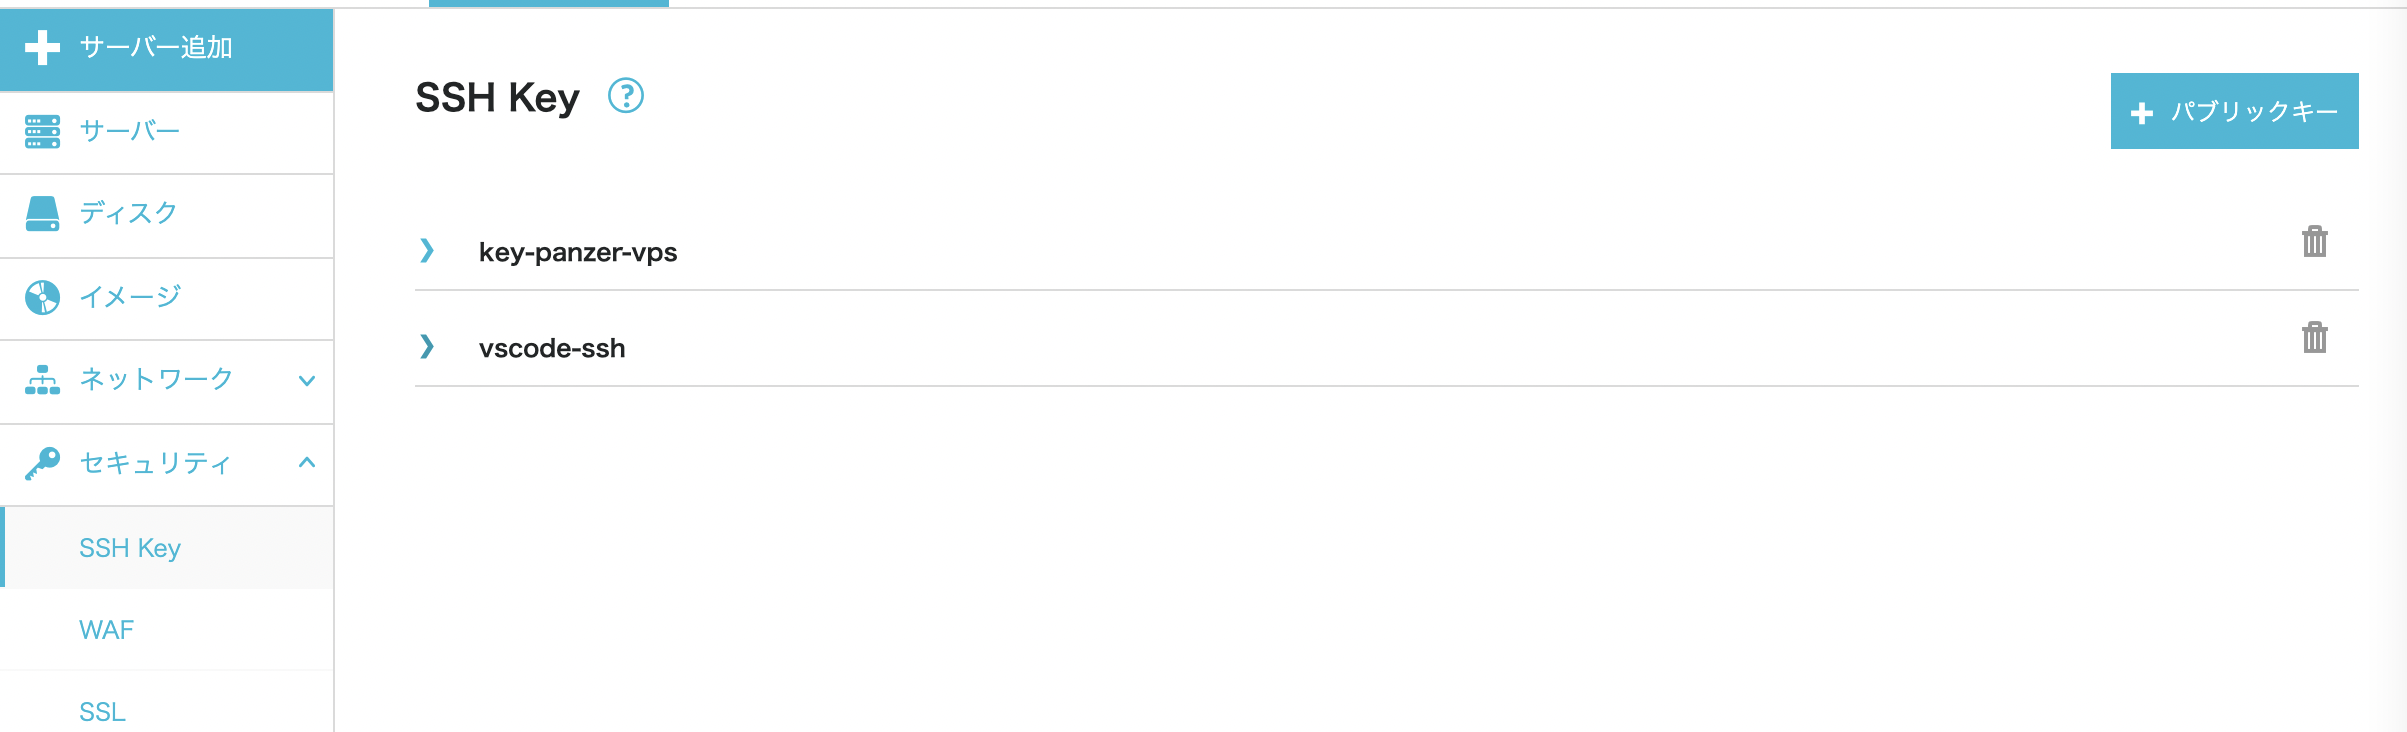 サーバー追加
サーバー
ディスク
イメージ
ネットワーク
セキュリティ
SSH Key
WAF
SSL
SSH Key ?
パブリックキー
key-panzer-vps
vscode-ssh